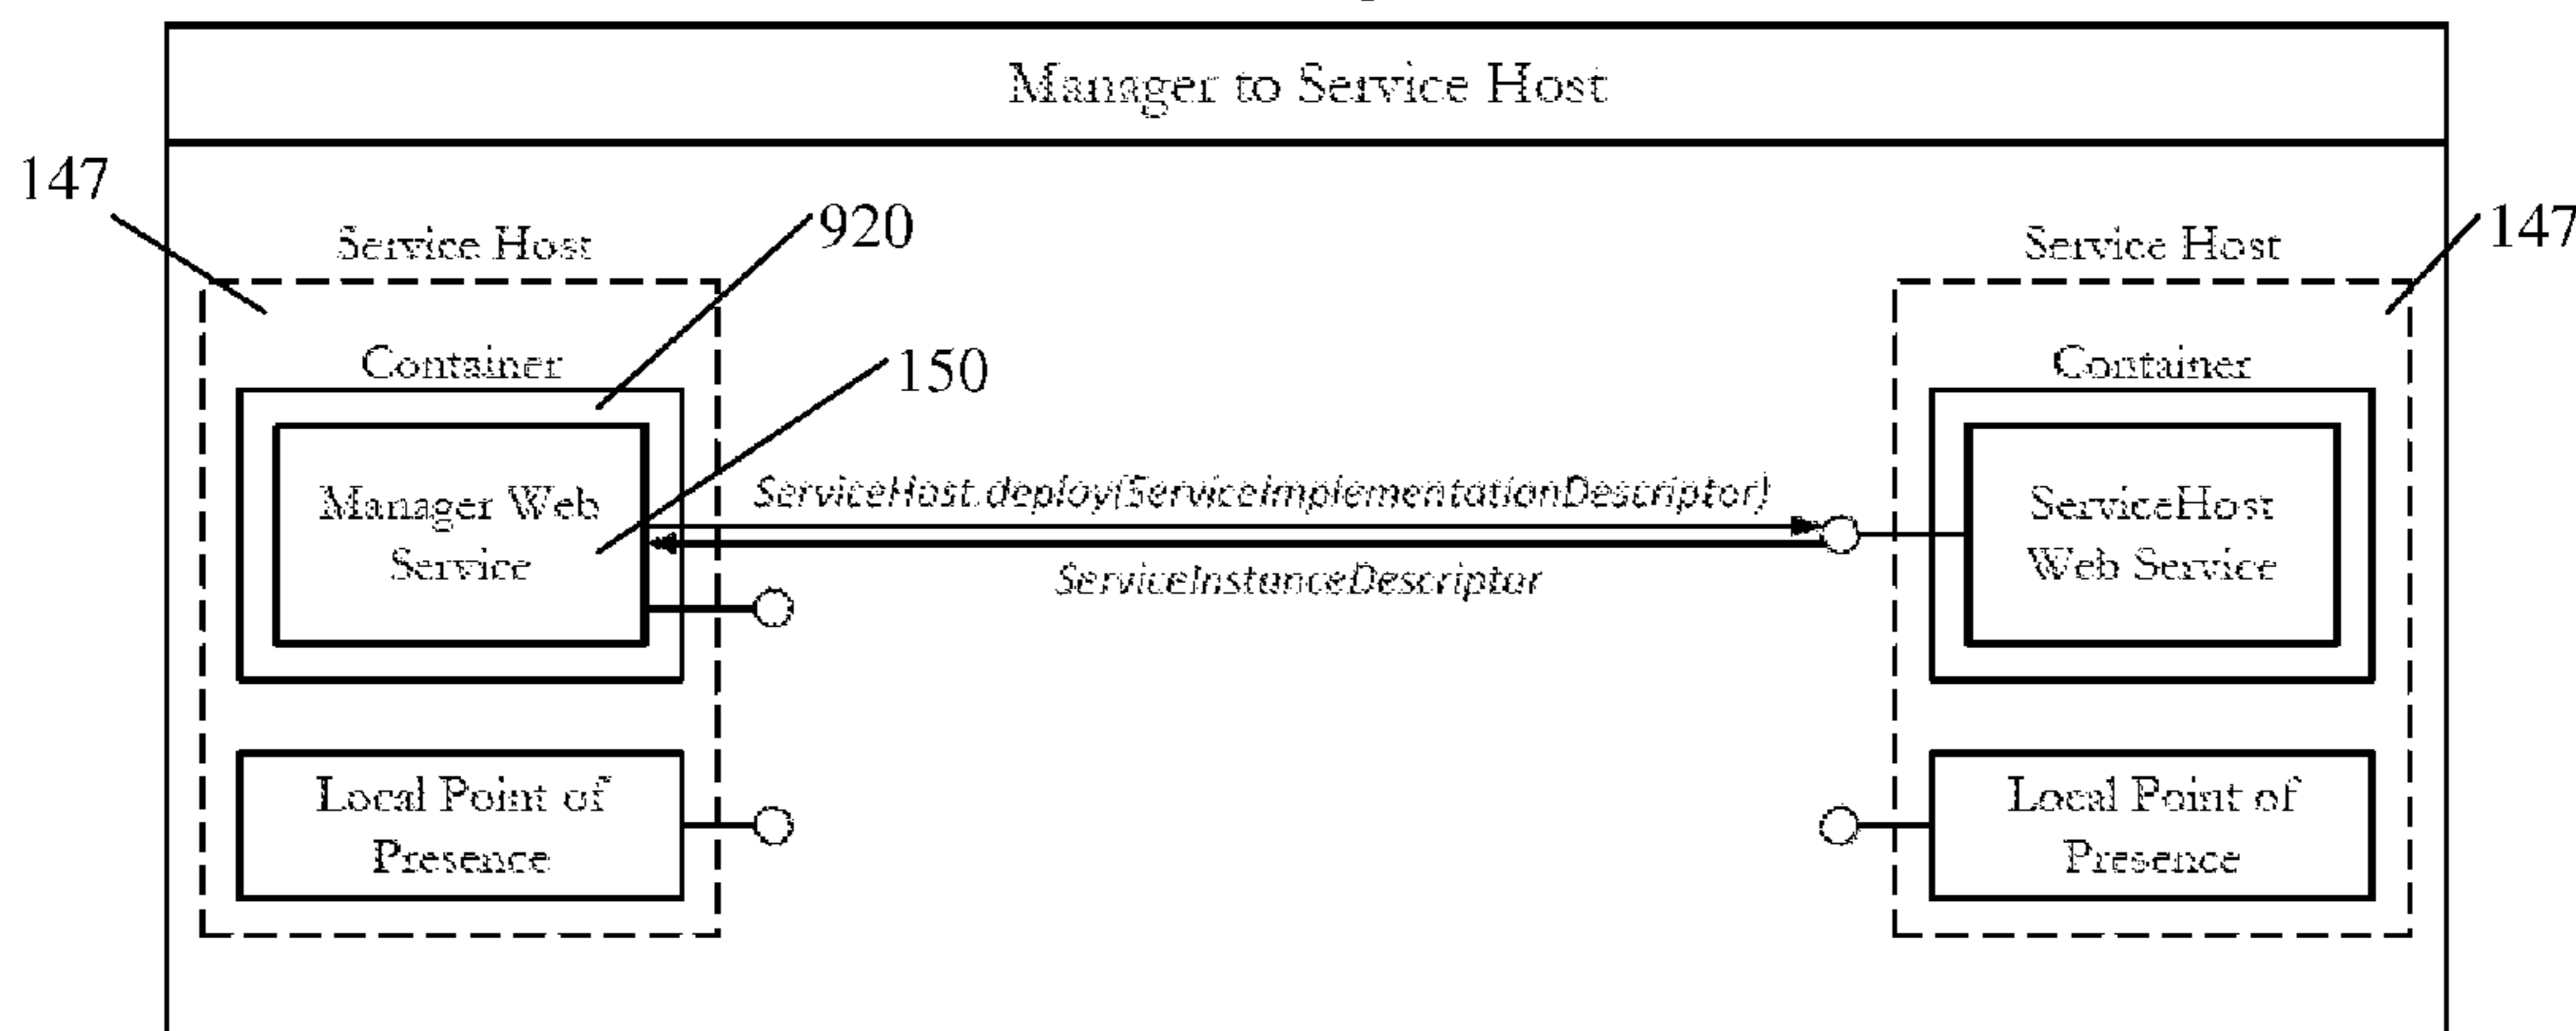 Manager to Service Host
147
Service Host
920
Service Host
147
Container
150
Container
Manager Web
Service
ServiceHost.deploy(ServiceImplementationDescriptor)
ServiceInstanceDescriptor
ServiceHost
Web Service
Local Point of
Presence
Local Point of
Presence